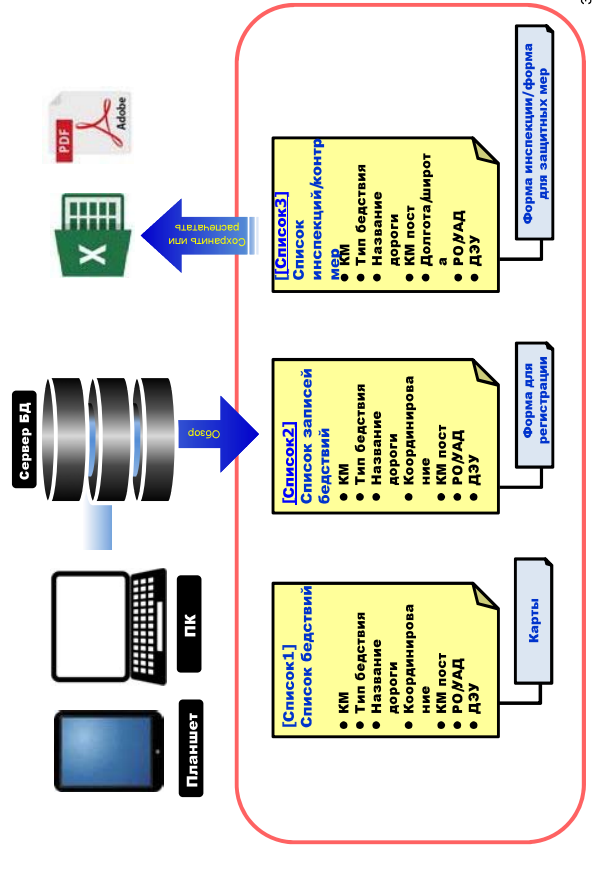 Планшет
ПК
Сервер БД
X
PDF
Adobe
Обзор
Сохранить или
распечатать
[Список1]
Список бедствий
● КМ
● Тип бедствия
● Название
дороги
● Координирова
ние
● КМ пост
● РО/УАД
● ДЭУ
Карты
[Список2]
Список записей
бедствий
● КМ
● Тип бедствия
● Название
дороги
● Координирова
ние
● КМ пост
● РО/УАД
● ДЭУ
Форма для
регистрации
[[Список3]
Список
инспекций/контр
мер
● КМ
● Тип бедствия
● Название
дороги
● КМ пост
● Долгота/широт
а
● РО/УАД
● ДЭУ
Форма инспекции/форма
для защитных мер